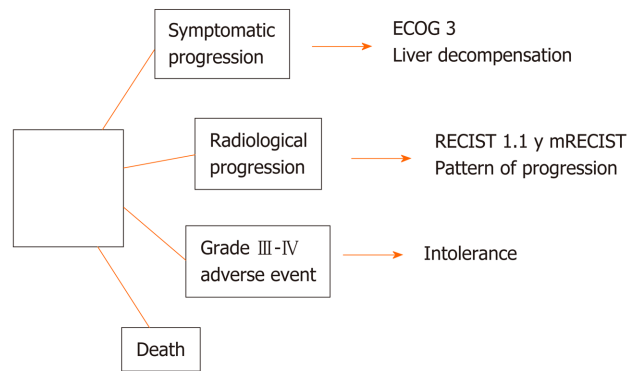 Symptomatic
progression
ECOG 3
Liver decompensation
Radiological
progression
RECIST 1.1 y mRECIST
Pattern of progression
Grade Ⅲ-Ⅳ
adverse event
Intolerance
Death